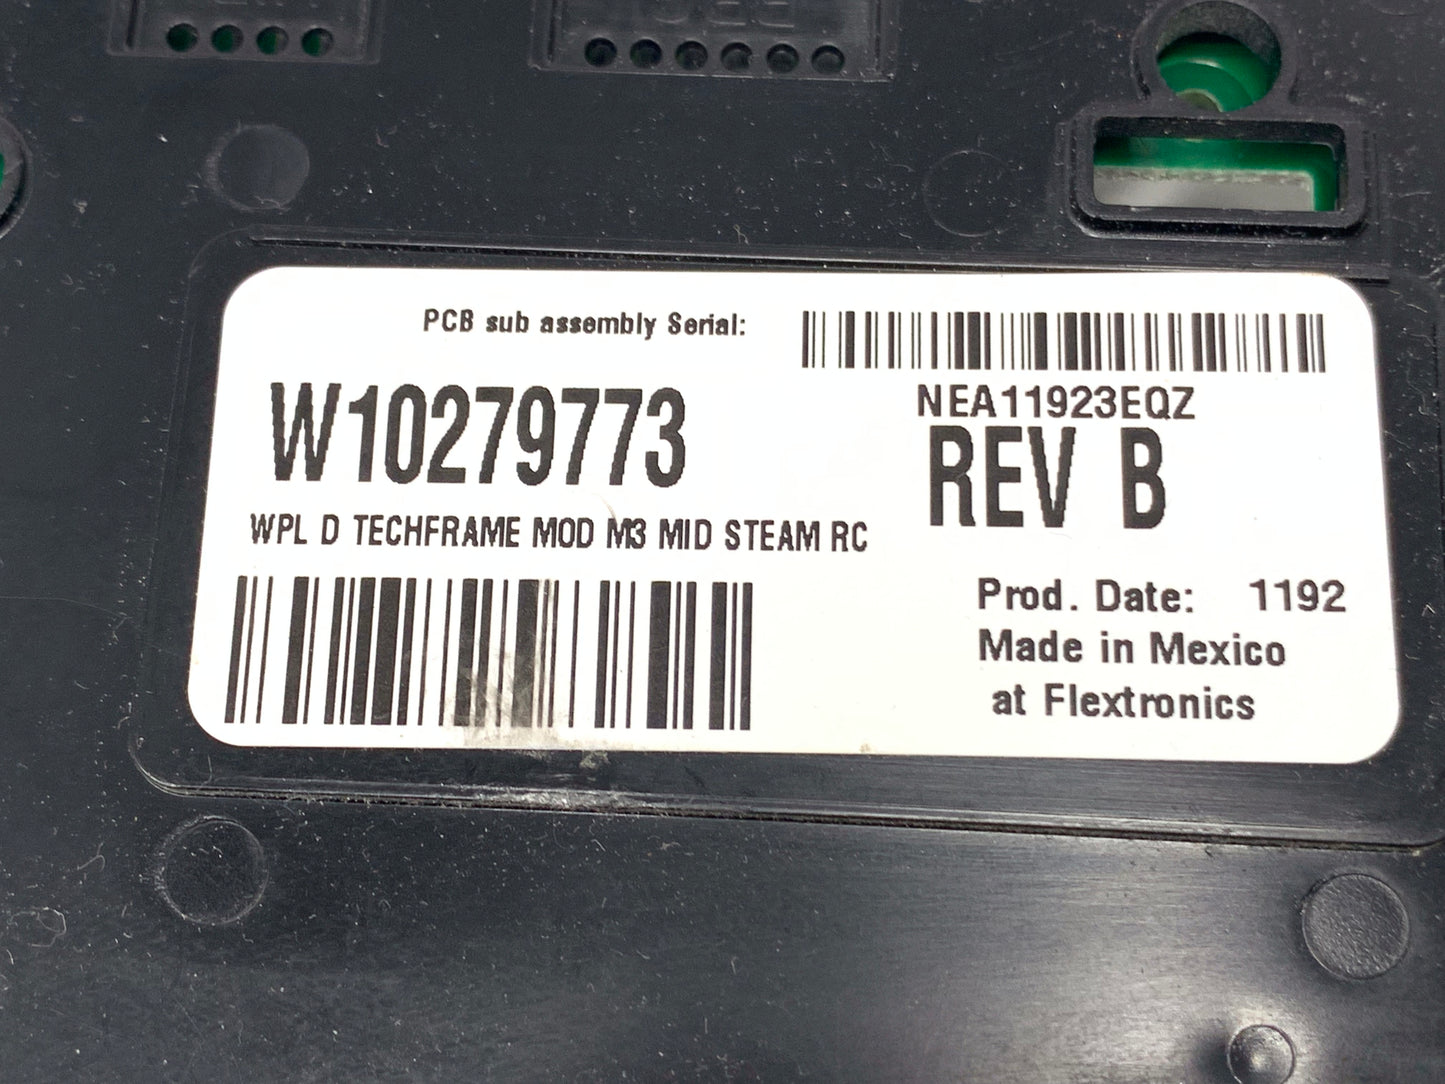 PCB sub assembly Serial:
NEA11923EQZ
W10279773
REV B
WPL D TECHFRAME MOD M3 MID STEAM RC
Prod. Date: 1192
Made in Mexico
at Flextronics